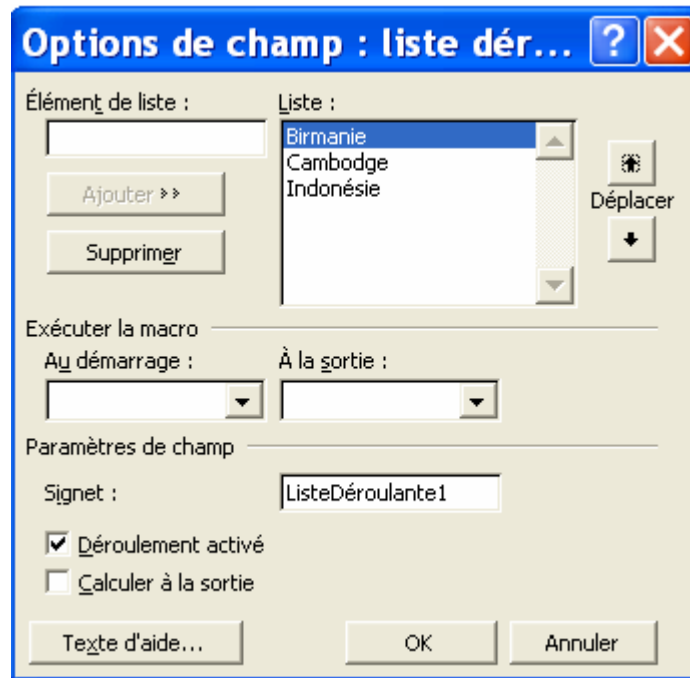 Options de champ : liste dér...
Élément de liste :
Liste :
Birmanie
Cambodge
Indonésie
Ajouter
Déplacer
Supprimer
Exécuter la macro
Au démarrage :
À la sortie :
Paramètres de champ
Signet :
ListeDéroulante1
Déroulement activé
Calculer à la sortie
Texte d'aide...
OK
Annuler